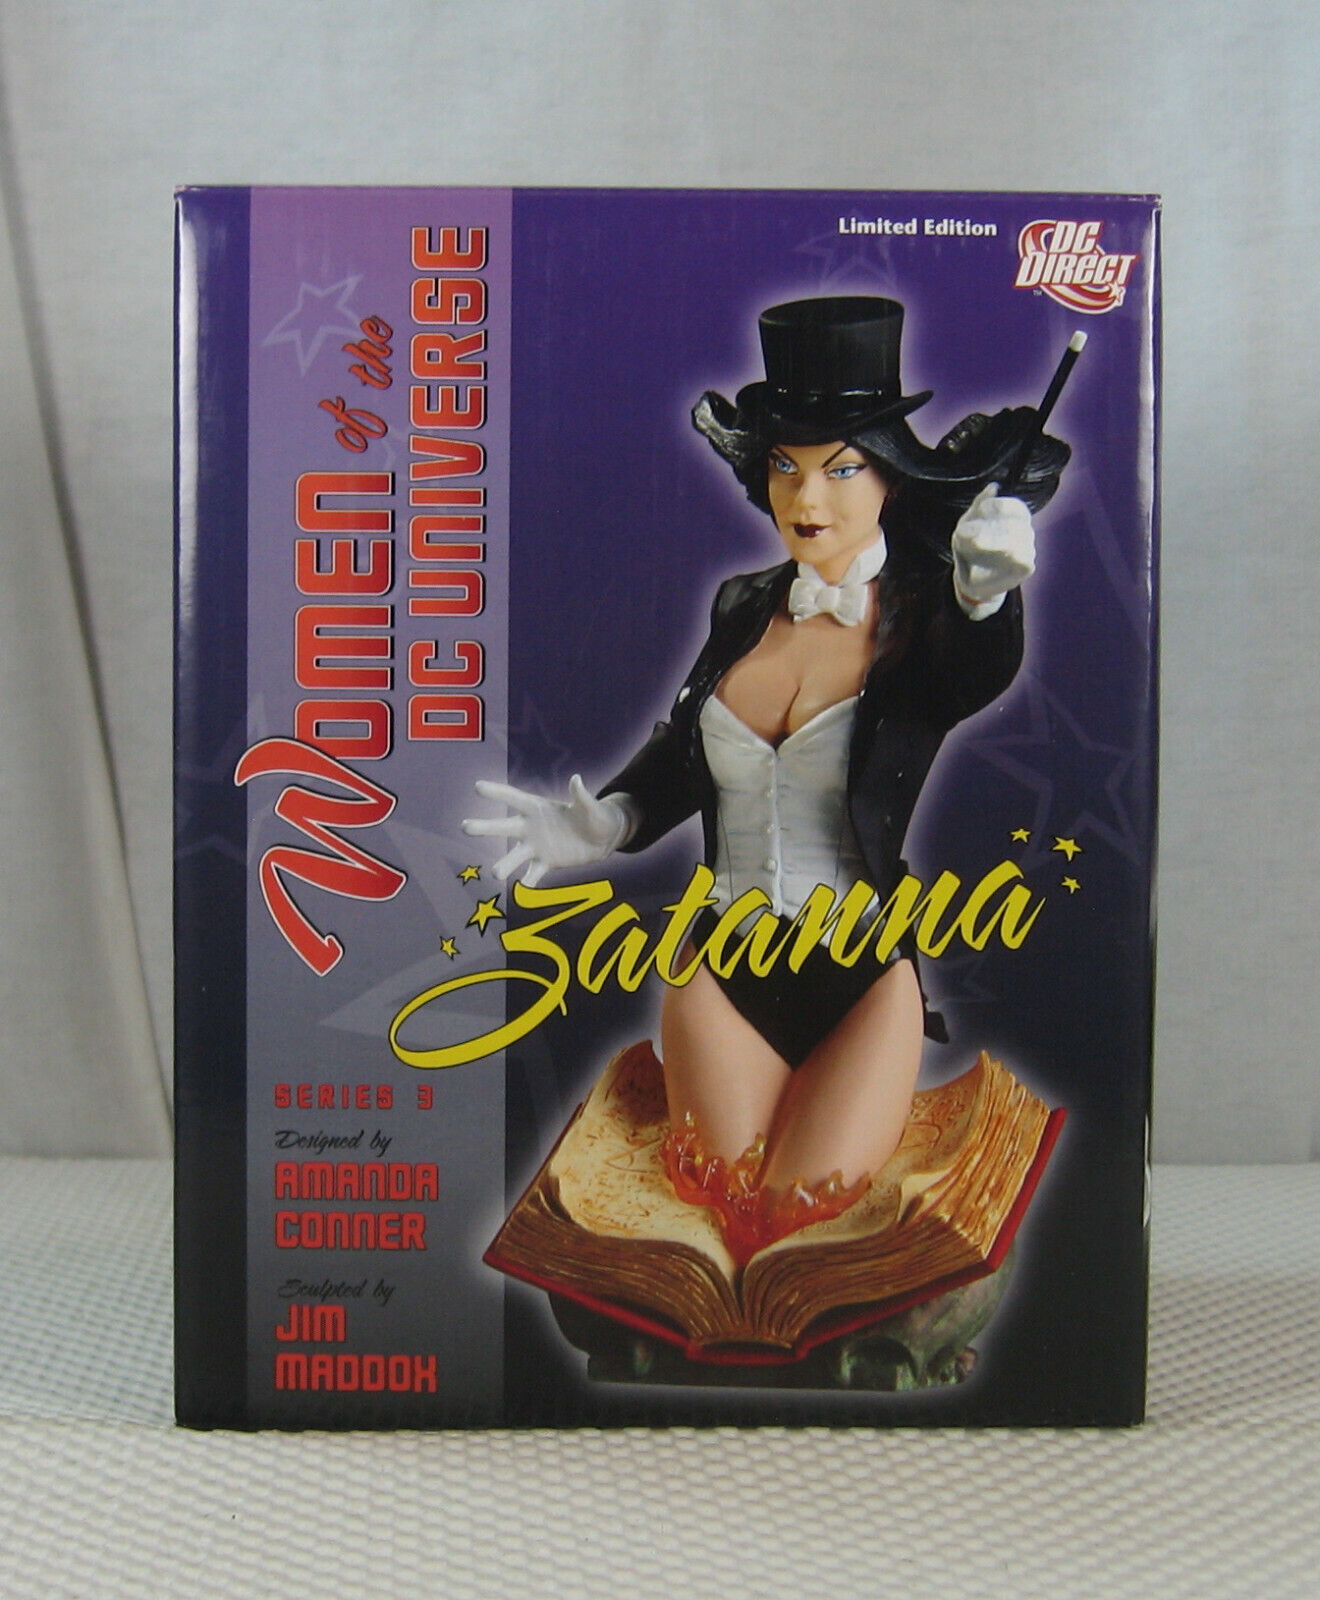 Limited Edition
DC
DIRECT
TM
WOMEN of the
DC UNIVERSE
Zatanna
SERIES 3
Designed by
AMANDA
CONNER
Sculpted by
JIM
MADDOX